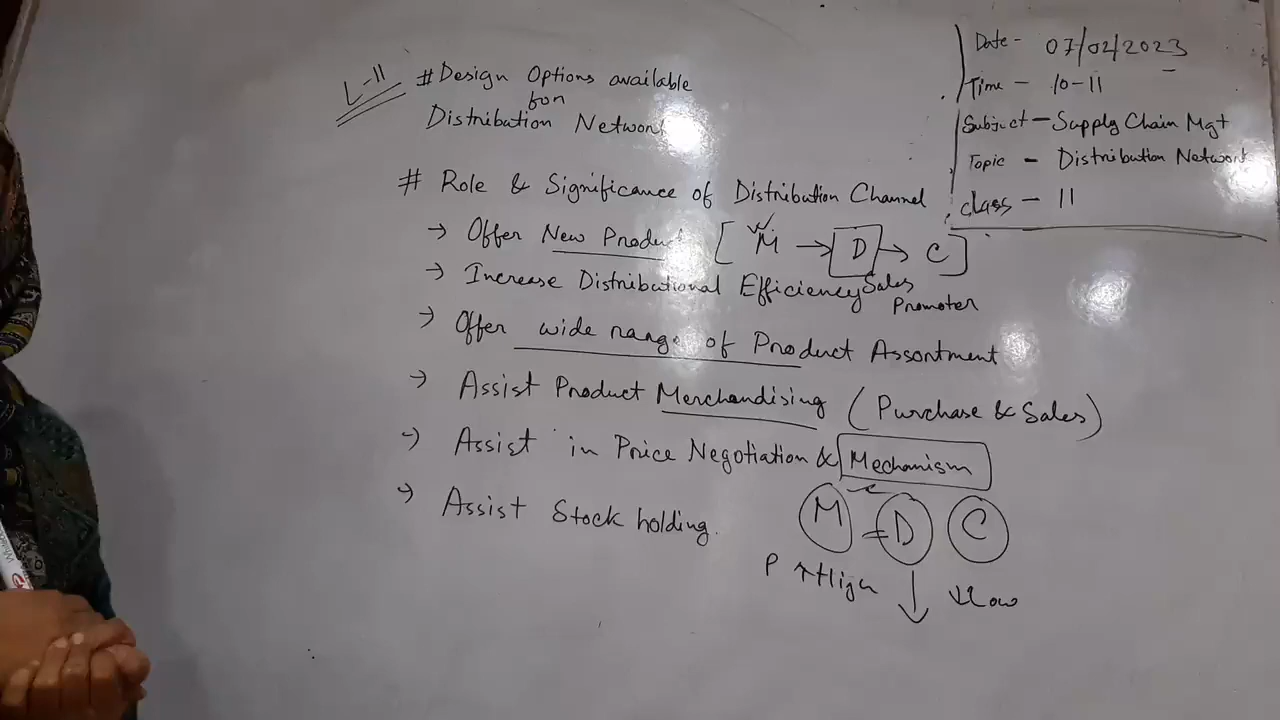 L-11 # Design Options available
for
Distribution Network
Date - 07/02/2023
Time - 10-11
Subject - Supply Chain Mgt
Topic - Distribution Network
class - 11
# Role & Significance of Distribution Channel
→ Offer New Product [ M → D → C ]
→ Increase Distributional Efficiency Sales Promoter
→ Offer wide range of Product Assortment
→ Assist Product Merchandising (Purchase & Sales)
→ Assist in Price Negotiation & Mechanism
→ Assist Stock holding.
M = D C
P ↑ High ↓ ↓ Low